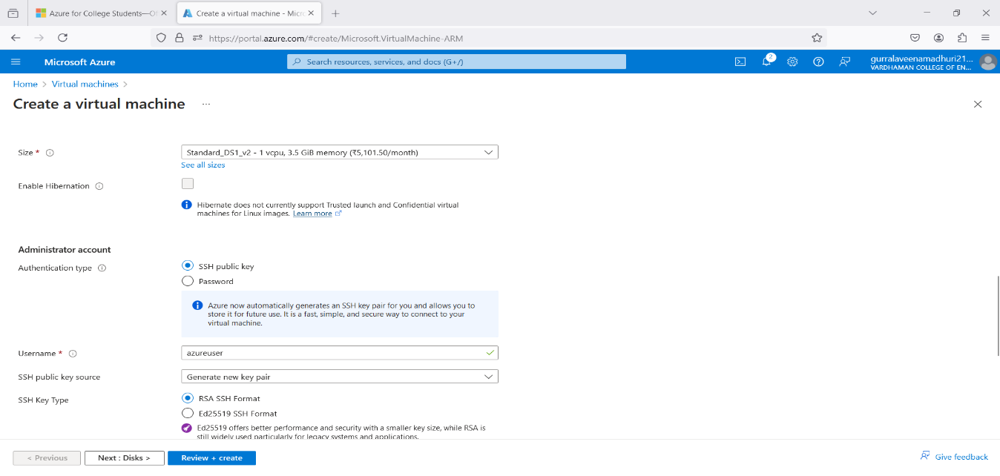 Azure for College Students—Of
Create a virtual machine - Micro
https://portal.azure.com/#create/Microsoft.VirtualMachine-ARM
Microsoft Azure
Search resources, services, and docs (G+/)
2
gurralaveenamadhuri21...
VARDHAMAN COLLEGE OF EN...
Home > Virtual machines >
Create a virtual machine ...
Size *
Standard_DS1_v2 - 1 vcpu, 3.5 GiB memory (₹5,101.50/month)
See all sizes
Enable Hibernation
Hibernate does not currently support Trusted launch and Confidential virtual
machines for Linux images. Learn more
Administrator account
Authentication type
SSH public key
Password
Azure now automatically generates an SSH key pair for you and allows you to
store it for future use. It is a fast, simple, and secure way to connect to your
virtual machine.
Username *
azureuser
SSH public key source
Generate new key pair
SSH Key Type
RSA SSH Format
Ed25519 SSH Format
Ed25519 offers better performance and security with a smaller key size, while RSA is
still widely used particularly for legacy systems and applications.
< Previous
Next : Disks >
Review + create
Give feedback